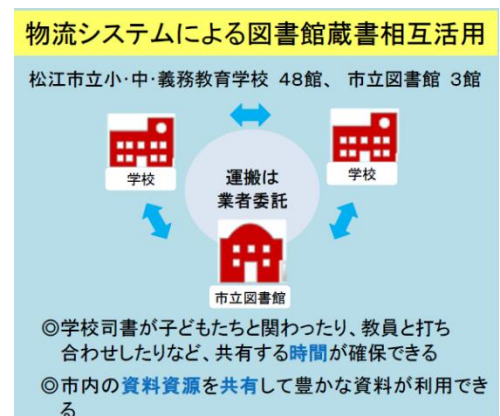 物流システムによる図書館蔵書相互活用
松江市立小・中・義務教育学校 48館、 市立図書館 3館
学校
学校
運搬は
業者委託
市立図書館
◎学校司書が子どもたちと関わったり、教員と打ち
合わせしたりなど、共有する時間が確保できる
◎市内の資料資源を共有して豊かな資料が利用でき
る